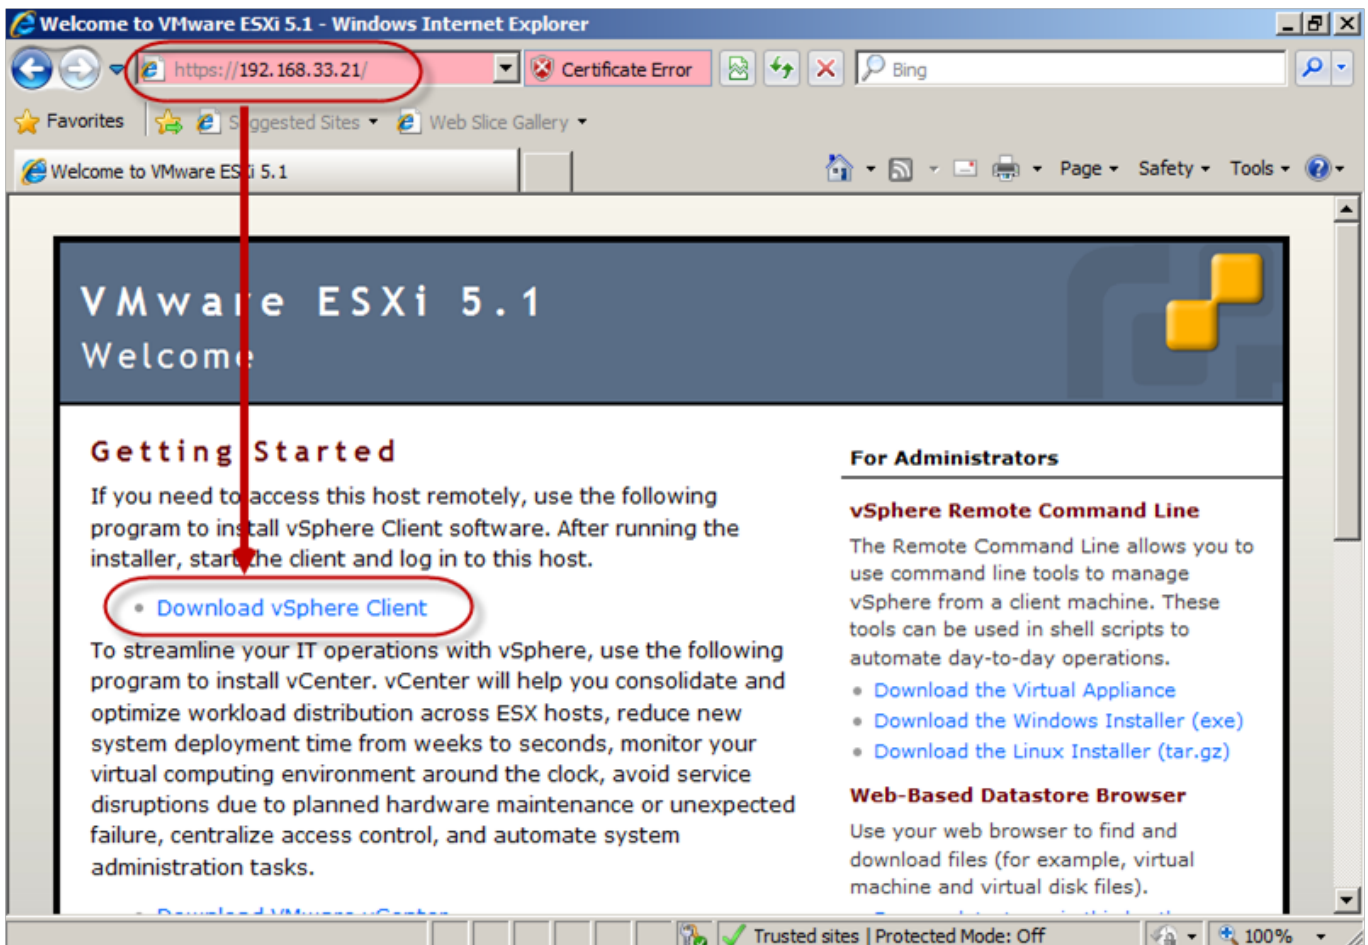 Welcome to VMware ESXi 5.1 - Windows Internet Explorer
https://192.168.33.21/
Certificate Error
Bing
Favorites
Suggested Sites
Web Slice Gallery
Welcome to VMware ESXi 5.1
Page
Safety
Tools
VMware ESXi 5.1
Welcome
Getting Started
If you need to access this host remotely, use the following
program to install vSphere Client software. After running the
installer, start the client and log in to this host.
Download vSphere Client
To streamline your IT operations with vSphere, use the following
program to install vCenter. vCenter will help you consolidate and
optimize workload distribution across ESX hosts, reduce new
system deployment time from weeks to seconds, monitor your
virtual computing environment around the clock, avoid service
disruptions due to planned hardware maintenance or unexpected
failure, centralize access control, and automate system
administration tasks.
Download VMware vCenter
For Administrators
vSphere Remote Command Line
The Remote Command Line allows you to
use command line tools to manage
vSphere from a client machine. These
tools can be used in shell scripts to
automate day-to-day operations.
Download the Virtual Appliance
Download the Windows Installer (exe)
Download the Linux Installer (tar.gz)
Web-Based Datastore Browser
Use your web browser to find and
download files (for example, virtual
machine and virtual disk files).
Trusted sites | Protected Mode: Off
100%